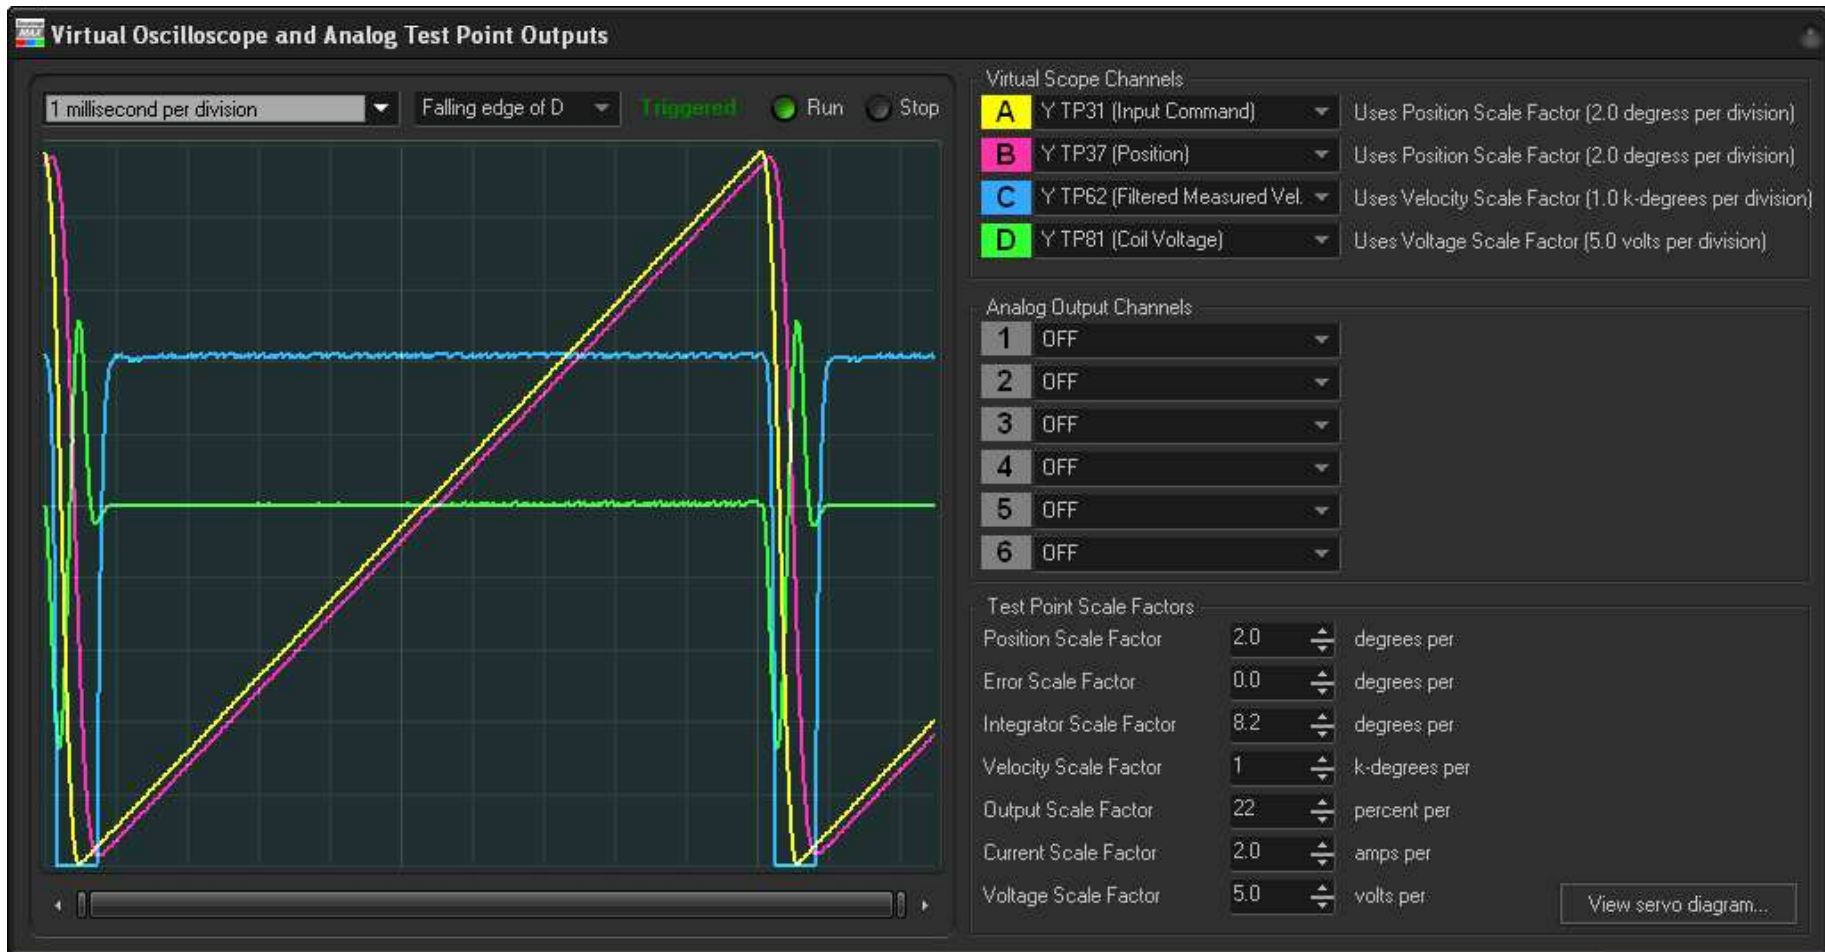 Virtual Oscilloscope and Analog Test Point Outputs
1 millisecond per division
Falling edge of D
Triggered
Run
Stop
Virtual Scope Channels
A Y TP31 (Input Command) Uses Position Scale Factor (2.0 degress per division)
B Y TP37 (Position) Uses Position Scale Factor (2.0 degress per division)
C Y TP62 (Filtered Measured Vel. Uses Velocity Scale Factor (1.0 k-degrees per division)
D Y TP81 (Coil Voltage) Uses Voltage Scale Factor (5.0 volts per division)
Analog Output Channels
1 OFF
2 OFF
3 OFF
4 OFF
5 OFF
6 OFF
Test Point Scale Factors
Position Scale Factor 2.0 degrees per
Error Scale Factor 0.0 degrees per
Integrator Scale Factor 8.2 degrees per
Velocity Scale Factor 1 k-degrees per
Output Scale Factor 22 percent per
Current Scale Factor 2.0 amps per
Voltage Scale Factor 5.0 volts per
View servo diagram...